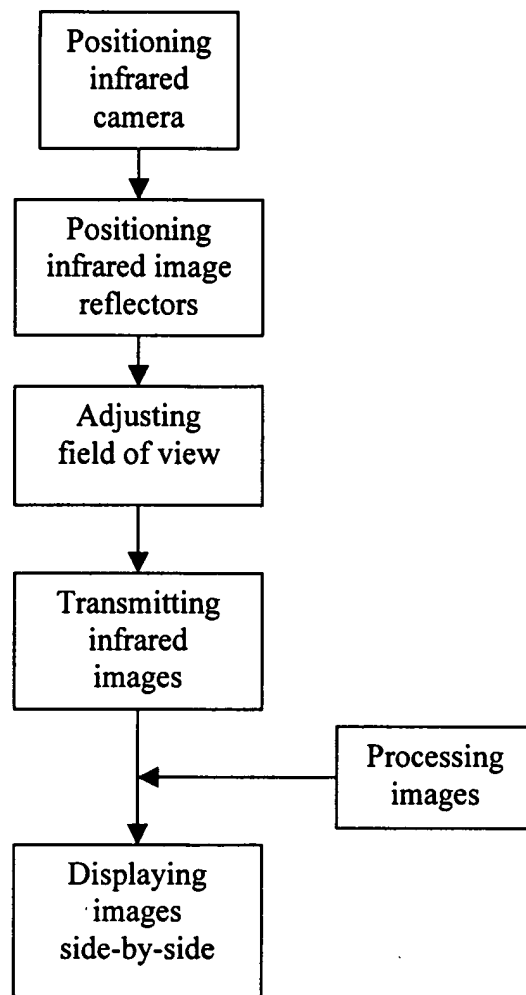 Positioning
infrared
camera
Positioning
infrared image
reflectors
Adjusting
field of view
Transmitting
infrared
images
Processing
images
Displaying
images
side-by-side